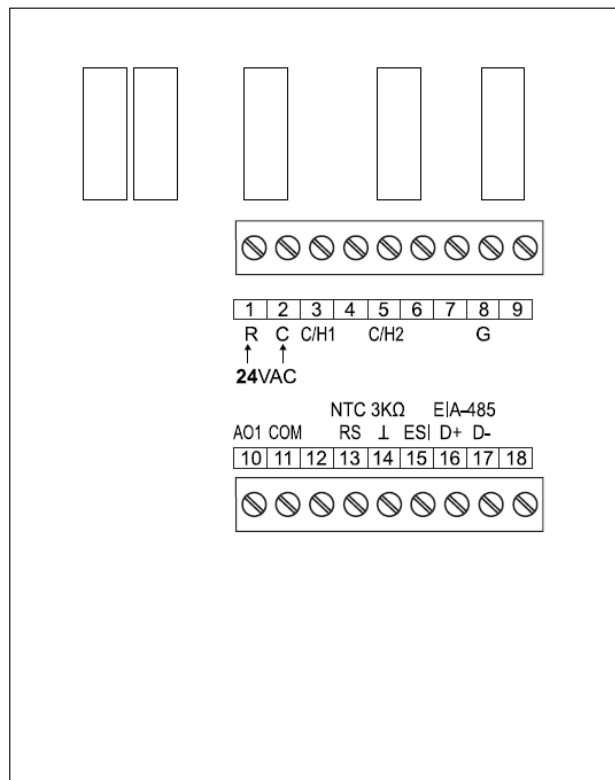 1 2 3 4 5 6 7 8 9
R C C/H1 C/H2 G
24VAC
NTC 3KΩ EIA-485
AO1 COM RS ⊥ ESI D+ D-
10 11 12 13 14 15 16 17 18